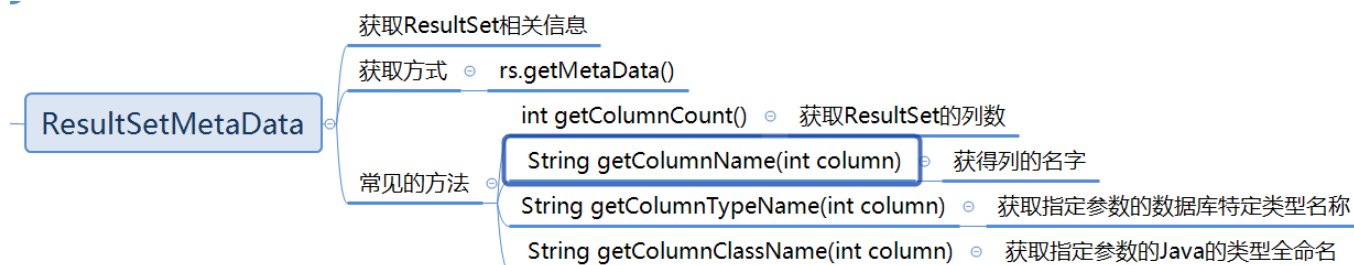 获取ResultSet相关信息
获取方式 rs.getMetaData()
int getColumnCount() 获取ResultSet的列数
ResultSetMetaData
String getColumnName(int column) 获得列的名字
常见的方法
String getColumnTypeName(int column) 获取指定参数的数据库特定类型名称
String getColumnClassName(int column) 获取指定参数的Java的类型全命名